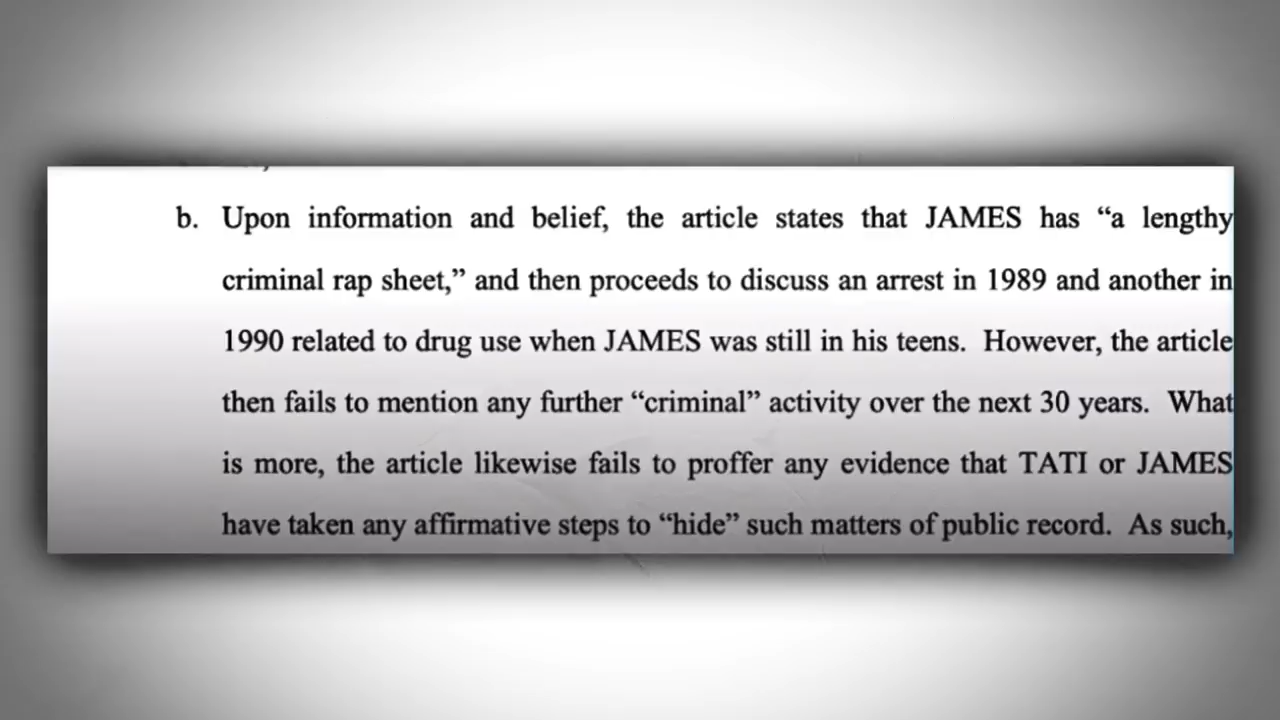 b. Upon information and belief, the article states that JAMES has “a lengthy
criminal rap sheet,” and then proceeds to discuss an arrest in 1989 and another in
1990 related to drug use when JAMES was still in his teens. However, the article
then fails to mention any further “criminal” activity over the next 30 years. What
is more, the article likewise fails to proffer any evidence that TATI or JAMES
have taken any affirmative steps to “hide” such matters of public record. As such,